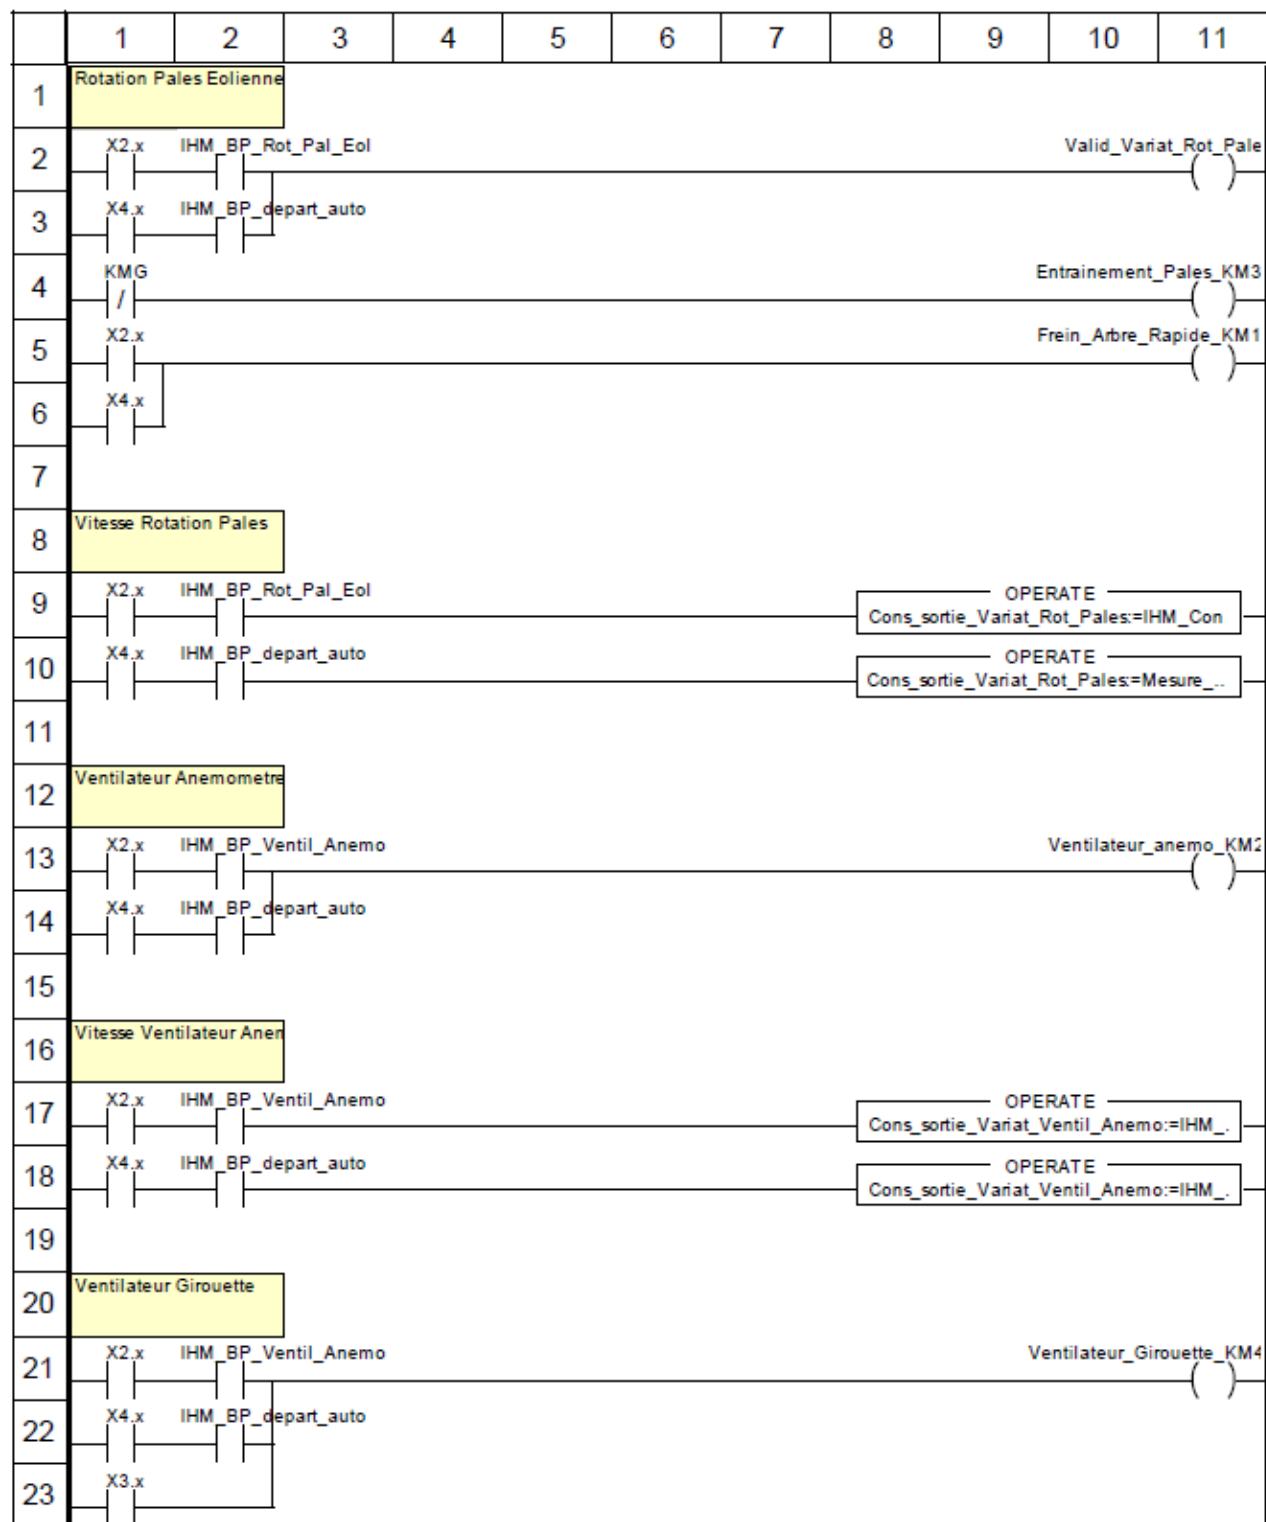 1 2 3 4 5 6 7 8 9 10 11
1 Rotation Pales Eolienne
2 X2.x IHM_BP_Rot_Pal_Eol Valid_Variat_Rot_Pale
3 X4.x IHM_BP_depart_auto
4 KMG / Entrainement_Pales_KM3
5 X2.x Frein_Arbre_Rapide_KM1
6 X4.x
7
8 Vitesse Rotation Pales
9 X2.x IHM_BP_Rot_Pal_Eol OPERATE
Cons_sortie_Variat_Rot_Pales:=IHM_Con
10 X4.x IHM_BP_depart_auto OPERATE
Cons_sortie_Variat_Rot_Pales:=Mesure_..
11
12 Ventilateur Anemometre
13 X2.x IHM_BP_Ventil_Anemo Ventilateur_anemo_KM2
14 X4.x IHM_BP_depart_auto
15
16 Vitesse Ventilateur Anem
17 X2.x IHM_BP_Ventil_Anemo OPERATE
Cons_sortie_Variat_Ventil_Anemo:=IHM_.
18 X4.x IHM_BP_depart_auto OPERATE
Cons_sortie_Variat_Ventil_Anemo:=IHM_.
19
20 Ventilateur Girouette
21 X2.x IHM_BP_Ventil_Anemo Ventilateur_Girouette_KM4
22 X4.x IHM_BP_depart_auto
23 X3.x